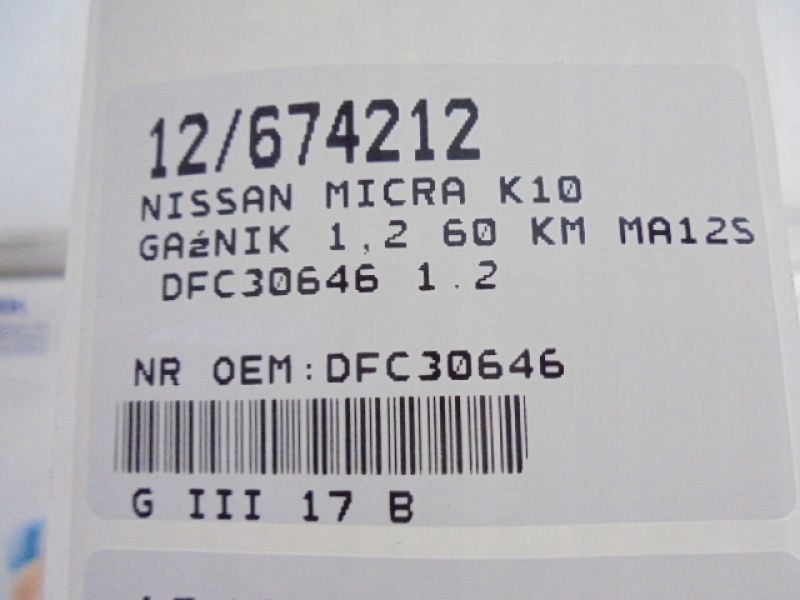 12/674212
NISSAN MICRA K10
GAźNIK 1,2 60 KM MA12S
DFC30646 1.2
NR OEM:DFC30646
G III 17 B